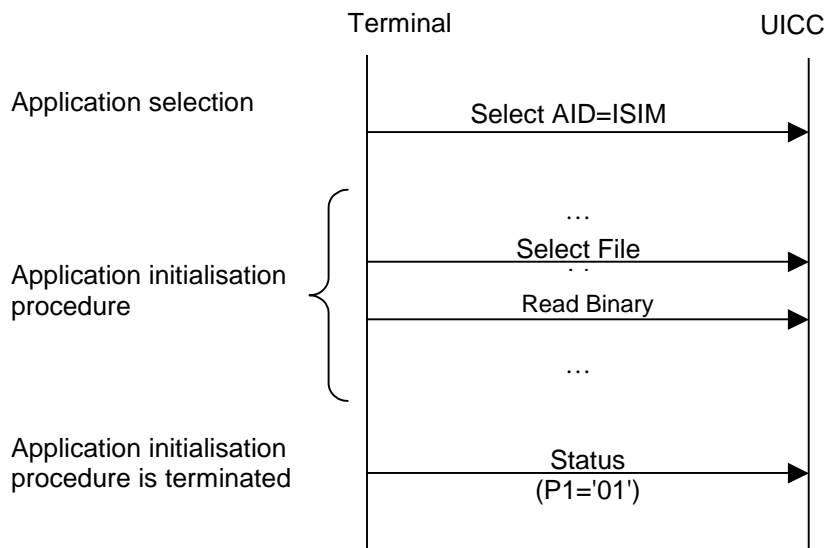 Terminal
UICC
Application selection
Select AID=ISIM
…
Select File
Application initialisation
procedure
Read Binary
…
Application initialisation
procedure is terminated
Status
(P1='01')